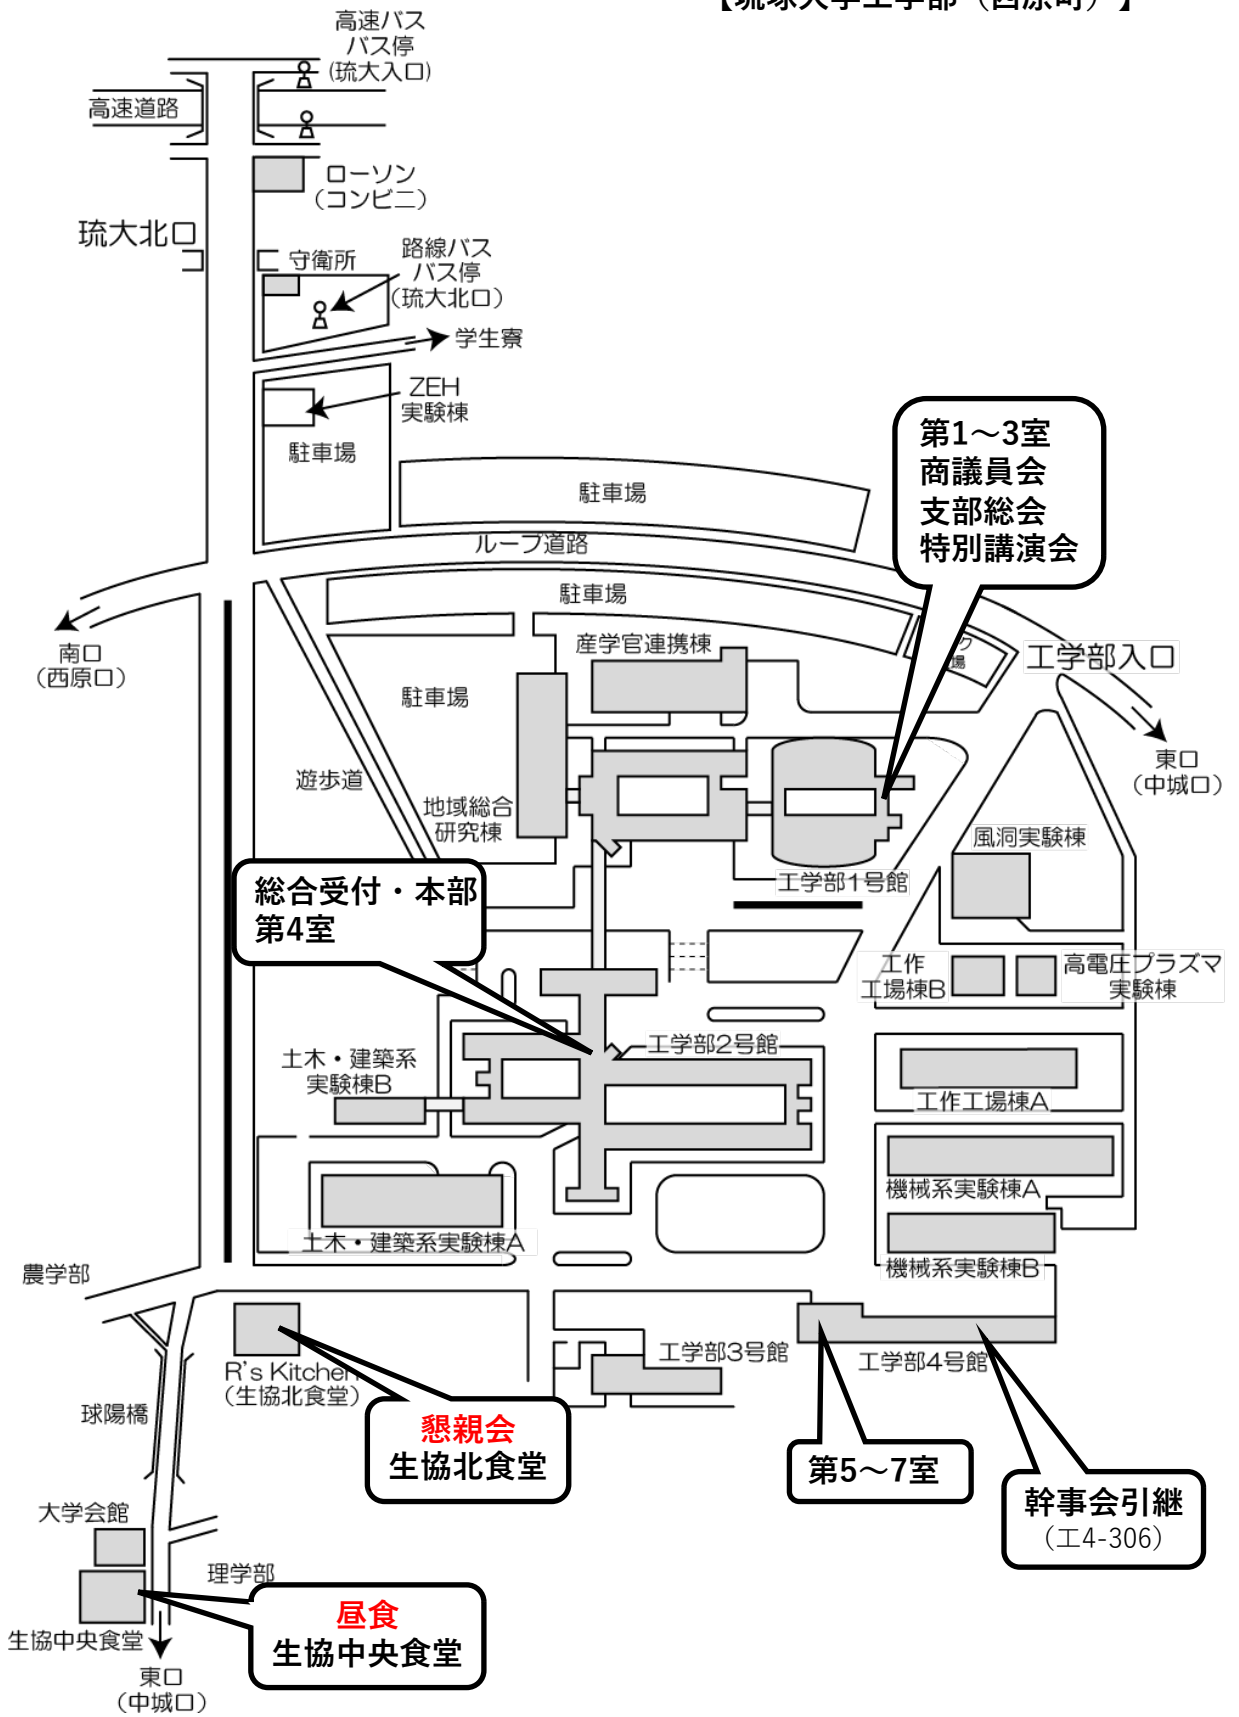 【琉球大学工学部（西原町）】
高速バス
バス停
（琉大入口）
高速道路
ローソン
（コンビニ）
琉大北口
守衛所
路線バス
バス停
（琉大北口）
学生寮
ZEH
実験棟
駐車場
駐車場
第1～3室
商議員会
支部総会
特別講演会
ループ道路
駐車場
南口
（西原口）
産学官連携棟
工学部入口
駐車場
東口
（中城口）
遊歩道
地域総合
研究棟
風洞実験棟
工学部1号館
総合受付・本部
第4室
工作
工場棟B
高電圧プラズマ
実験棟
工学部2号館
土木・建築系
実験棟B
工作工場棟A
機械系実験棟A
土木・建築系実験棟A
機械系実験棟B
農学部
R's Kitchen
（生協北食堂）
工学部3号館
工学部4号館
球陽橋
懇親会
生協北食堂
第5～7室
幹事会引継
（工4-306）
大学会館
理学部
昼食
生協中央食堂
生協中央食堂
東口
（中城口）